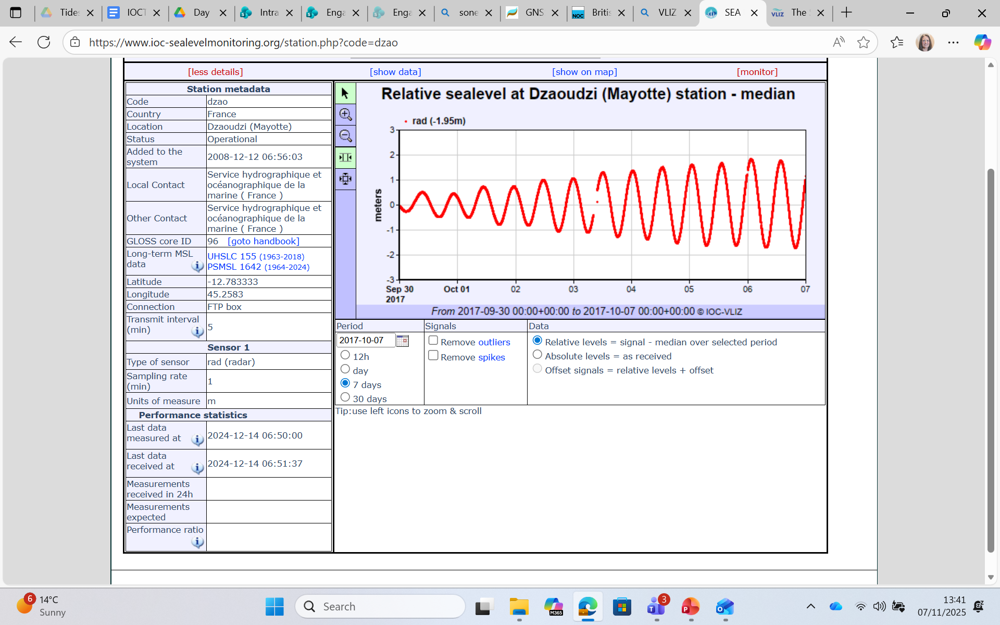 Tide
IOCT
Day
Intra
Enga
Enga
sone
GNS
NOC
Britis
VLIZ
SEA
VLIZ
The
https://www.ioc-sealevelmonitoring.org/station.php?code=dzao
[less details]
[show data]
[show on map]
[monitor]
Station metadata
Code dzao
Country France
Location Dzaoudzi (Mayotte)
Status Operational
Added to the
system
2008-12-12 06:56:03
Local Contact
Service hydrographique et
océanographique de la
marine ( France )
Other Contact
Service hydrographique et
océanographique de la
marine ( France )
GLOSS core ID 96 [goto handbook]
Long-term MSL
data
UHSLC 155 (1963-2018)
PSMSL 1642 (1964-2024)
Latitude -12.783333
Longitude 45.2583
Connection FTP box
Transmit interval
(min)
5
Sensor 1
Type of sensor rad (radar)
Sampling rate
(min)
1
Units of measure m
Performance statistics
Last data
measured at
2024-12-14 06:50:00
Last data
received at
2024-12-14 06:51:37
Measurements
received in 24h
Measurements
expected
Performance ratio
Relative sealevel at Dzaoudzi (Mayotte) station - median
rad (-1.95m)
3
2
1
0
-1
-2
-3
meters
Sep 30 Oct 01 02 03 04 05 06 07
2017
From 2017-09-30 00:00+00:00 to 2017-10-07 00:00+00:00 © IOC-VLIZ
Period
2017-10-07
12h
day
7 days
30 days
Signals
Remove outliers
Remove spikes
Data
Relative levels = signal - median over selected period
Absolute levels = as received
Offset signals = relative levels + offset
Tip:use left icons to zoom & scroll
6
14°C
Sunny
Search
M365
3
13:41
07/11/2025